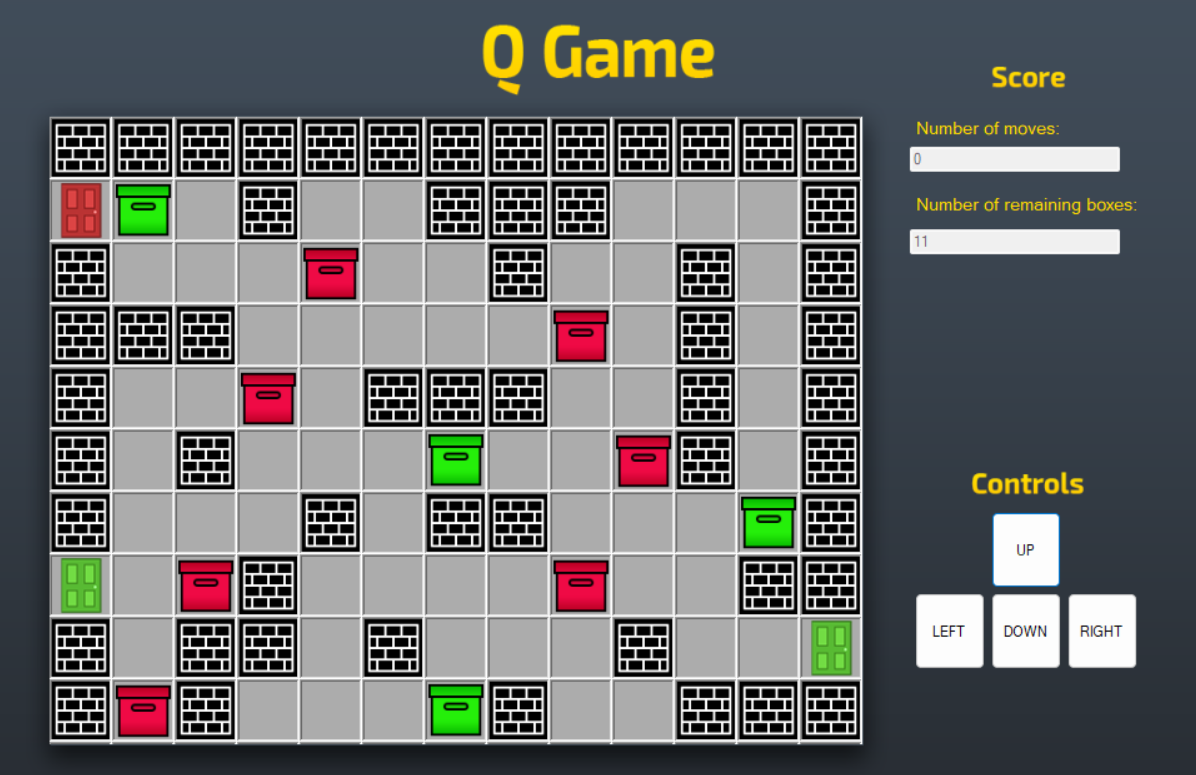 Q Game
Score
Number of moves:
0
Number of remaining boxes:
11
Controls
UP
LEFT
DOWN
RIGHT